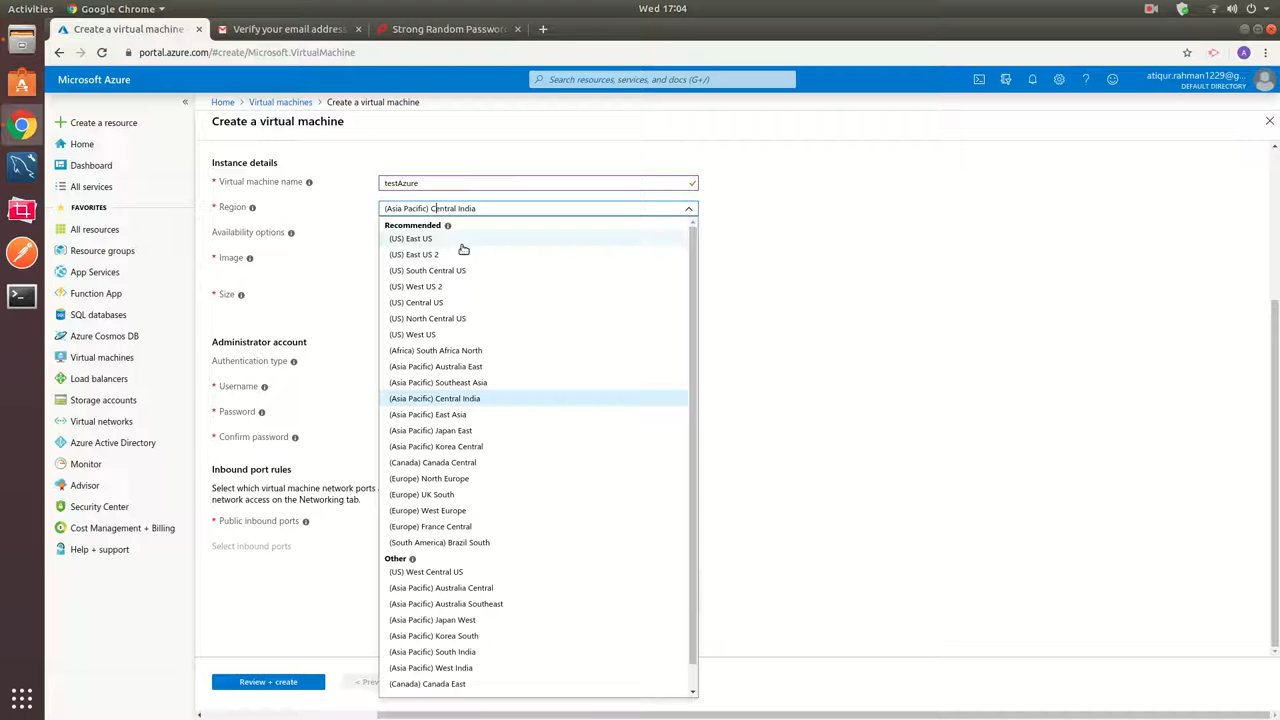 Activities
Google Chrome
Wed 17:04
Create a virtual machine
Verify your email address
Strong Random Passwor
portal.azure.com/#create/Microsoft.VirtualMachine
A
Microsoft Azure
Search resources, services, and docs (G+/)
atiqur.rahman1229@g...
DEFAULT DIRECTORY
Create a resource
Home
Dashboard
All services
FAVORITES
All resources
Resource groups
App Services
Function App
SQL databases
Azure Cosmos DB
Virtual machines
Load balancers
Storage accounts
Virtual networks
Azure Active Directory
Monitor
Advisor
Security Center
Cost Management + Billing
Help + support
Home > Virtual machines > Create a virtual machine
Create a virtual machine
Instance details
* Virtual machine name
testAzure
* Region
(Asia Pacific) Central India
Availability options
* Image
* Size
Administrator account
Authentication type
* Username
* Password
* Confirm password
Inbound port rules
Select which virtual machine network ports
network access on the Networking tab.
* Public inbound ports
Select inbound ports
Recommended
(US) East US
(US) East US 2
(US) South Central US
(US) West US 2
(US) Central US
(US) North Central US
(US) West US
(Africa) South Africa North
(Asia Pacific) Australia East
(Asia Pacific) Southeast Asia
(Asia Pacific) Central India
(Asia Pacific) East Asia
(Asia Pacific) Japan East
(Asia Pacific) Korea Central
(Canada) Canada Central
(Europe) North Europe
(Europe) UK South
(Europe) West Europe
(Europe) France Central
(South America) Brazil South
Other
(US) West Central US
(Asia Pacific) Australia Central
(Asia Pacific) Australia Southeast
(Asia Pacific) Japan West
(Asia Pacific) Korea South
(Asia Pacific) South India
(Asia Pacific) West India
(Canada) Canada East
Review + create
< Prev